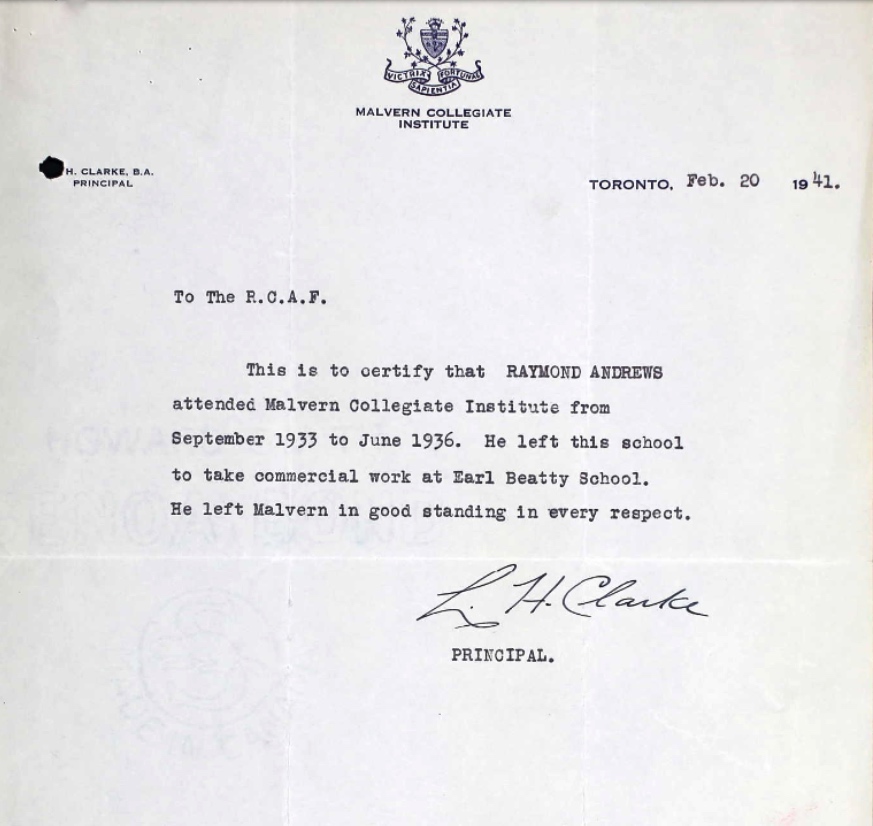 VICTRIX FORTUNAE
SAPIENTIA
MALVERN COLLEGIATE
INSTITUTE
H. CLARKE, B.A.
PRINCIPAL
TORONTO, Feb. 20 1941.
To The R.C.A.F.
This is to certify that RAYMOND ANDREWS
attended Malvern Collegiate Institute from
September 1933 to June 1936. He left this school
to take commercial work at Earl Beatty School.
He left Malvern in good standing in every respect.
L. H. Clarke
PRINCIPAL.